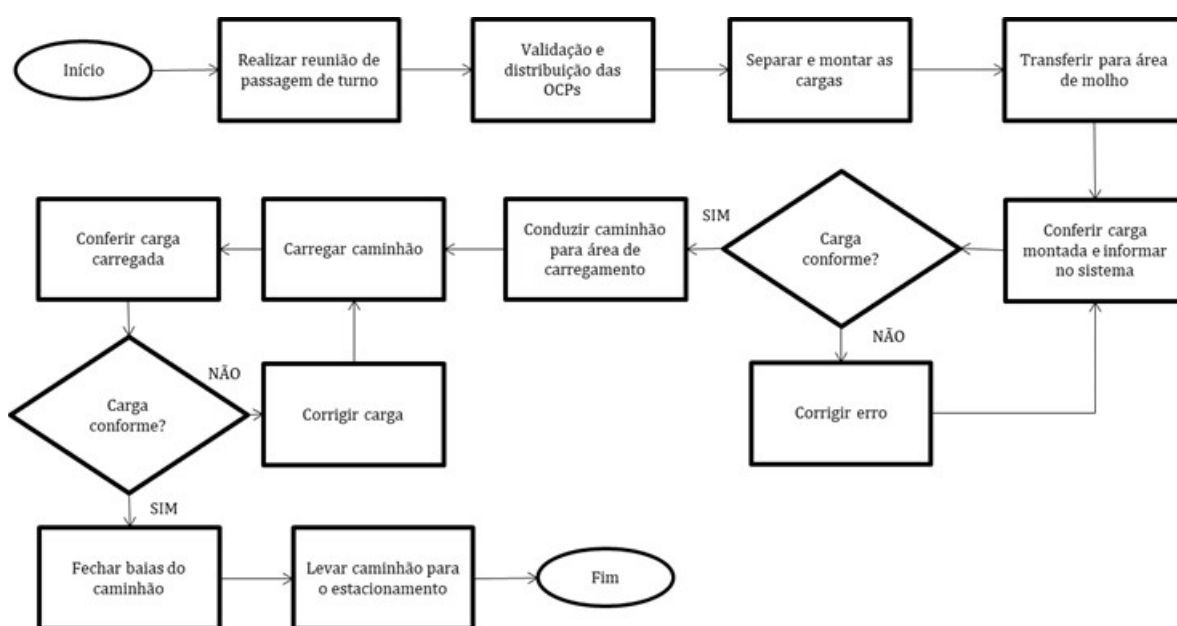 Início
Realizar reunião de
passagem de turno
Validação e
distribuição das
OCPs
Separar e montar as
cargas
Transferir para área
de molho
Conferir carga
montada e informar
no sistema
Carga
conforme?
SIM
NÃO
Corrigir erro
Conduzir caminhão
para área de
carregamento
Carregar caminhão
Conferir carga
carregada
Carga
conforme?
NÃO
Corrigir carga
SIM
Fechar baias do
caminhão
Levar caminhão para
o estacionamento
Fim